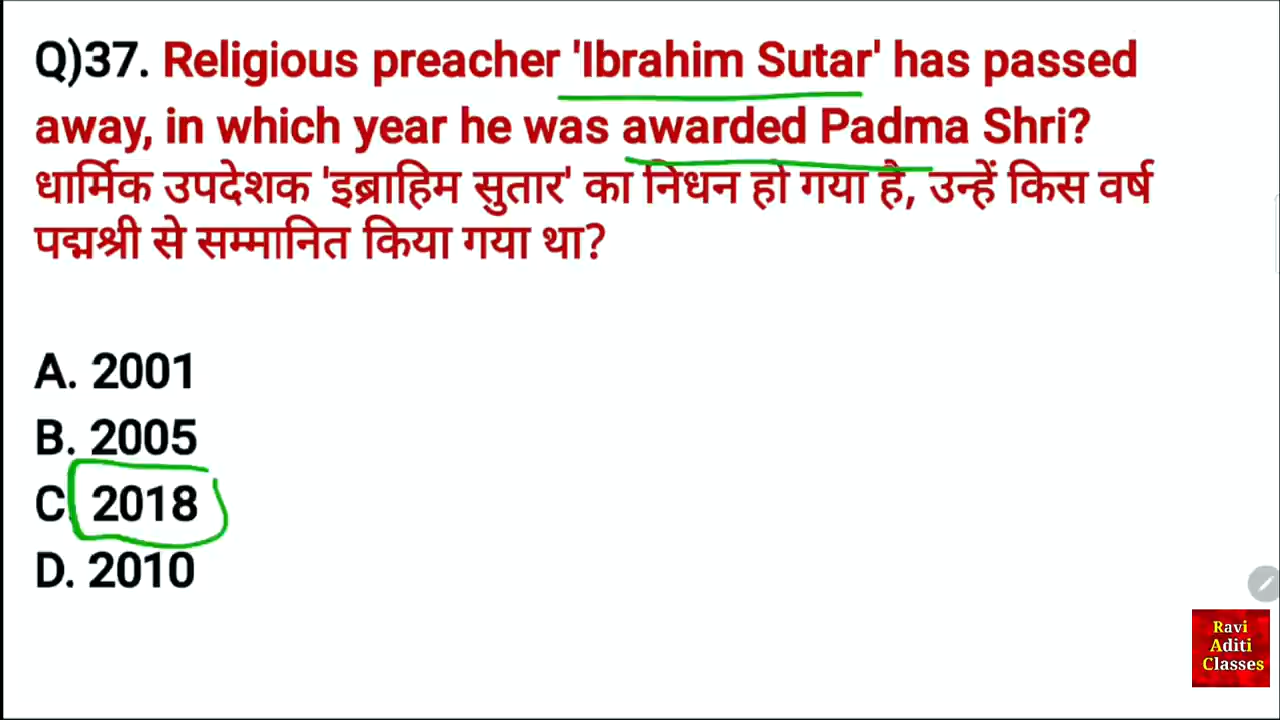 Q)37. Religious preacher 'Ibrahim Sutar' has passed
away, in which year he was awarded Padma Shri?
धार्मिक उपदेशक 'इब्राहिम सुतार' का निधन हो गया है, उन्हें किस वर्ष
पद्मश्री से सम्मानित किया गया था?
A. 2001
B. 2005
C. 2018
D. 2010
Ravi
Aditi
Classes